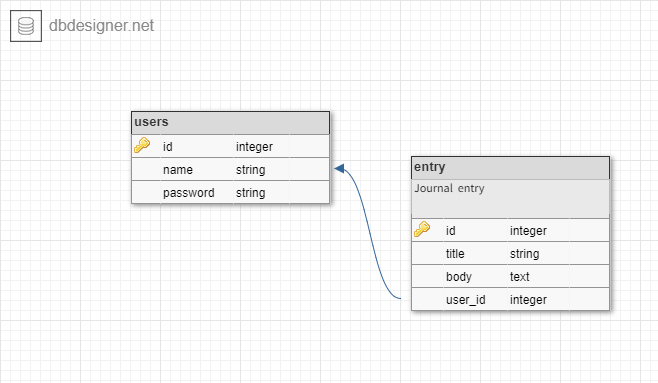 dbdesigner.net
users
id integer
name string
password string
entry
Journal entry
id integer
title string
body text
user_id integer